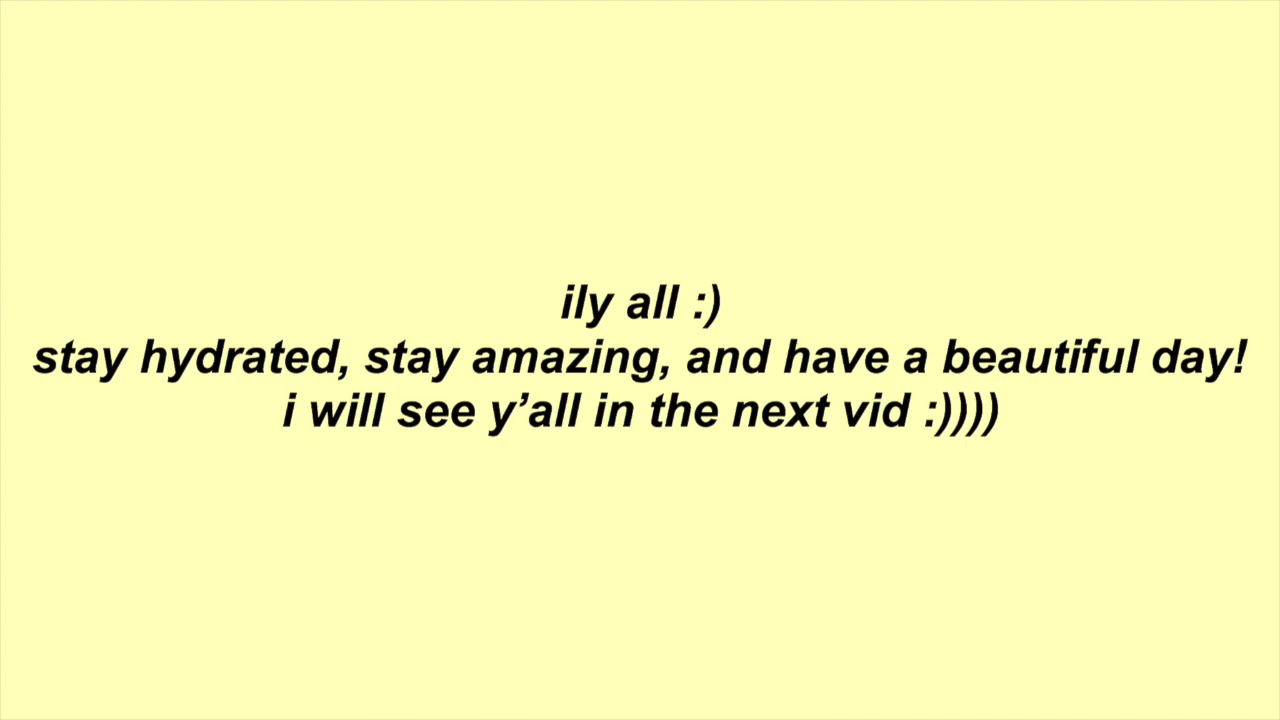 ily all :)
stay hydrated, stay amazing, and have a beautiful day!
i will see y’all in the next vid :))))